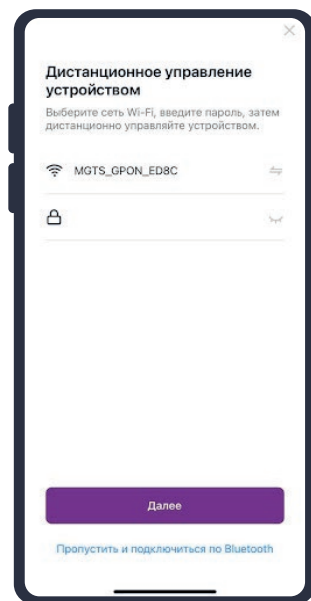 Дистанционное управление
устройством
Выберите сеть Wi-Fi, введите пароль, затем
дистанционно управляйте устройством.
MGTS_GPON_ED8C
Далее
Пропустить и подключиться по Bluetooth